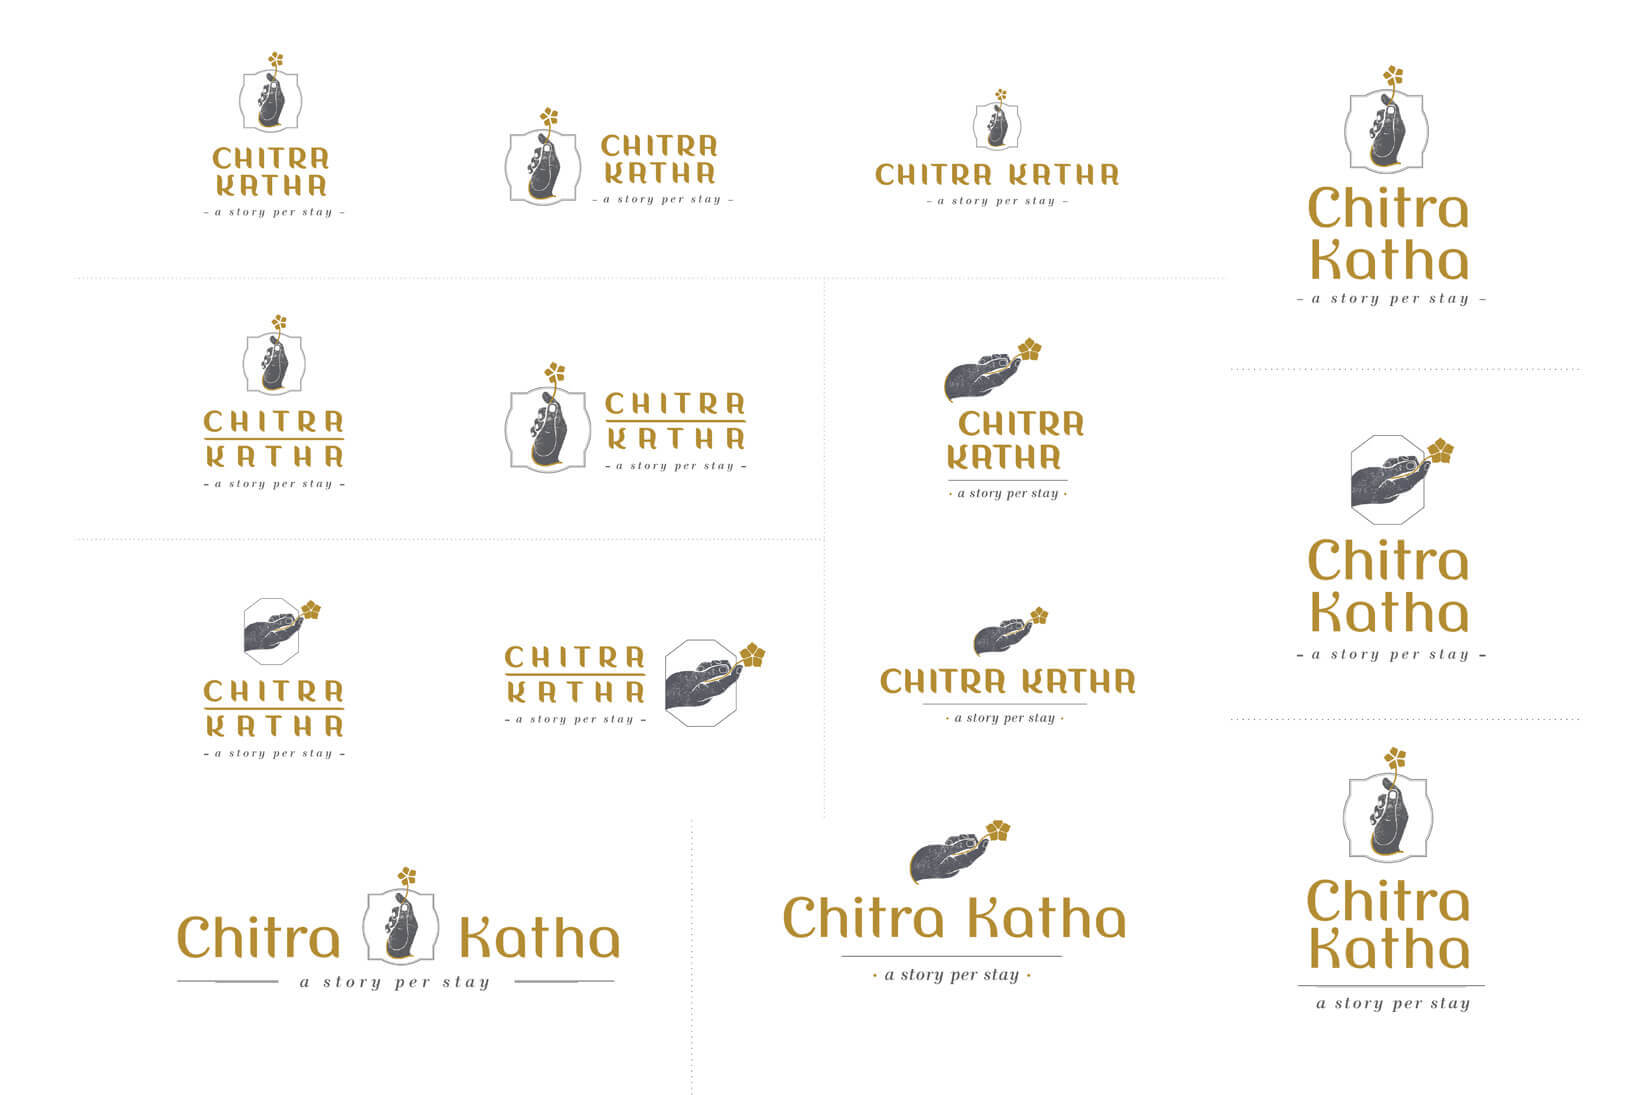 CHITRA
KATHA
– a story per stay –
CHITRA
KATHA
– a story per stay –
CHITRA KATHA
– a story per stay –
Chitra
Katha
– a story per stay –
CHITRA
KATHA
– a story per stay –
CHITRA
KATHA
– a story per stay –
CHITRA
KATHA
• a story per stay •
Chitra
Katha
– a story per stay –
CHITRA
KATHA
– a story per stay –
CHITRA
KATHA
– a story per stay –
CHITRA KATHA
• a story per stay •
Chitra Katha
a story per stay
Chitra Katha
• a story per stay •
Chitra
Katha
a story per stay